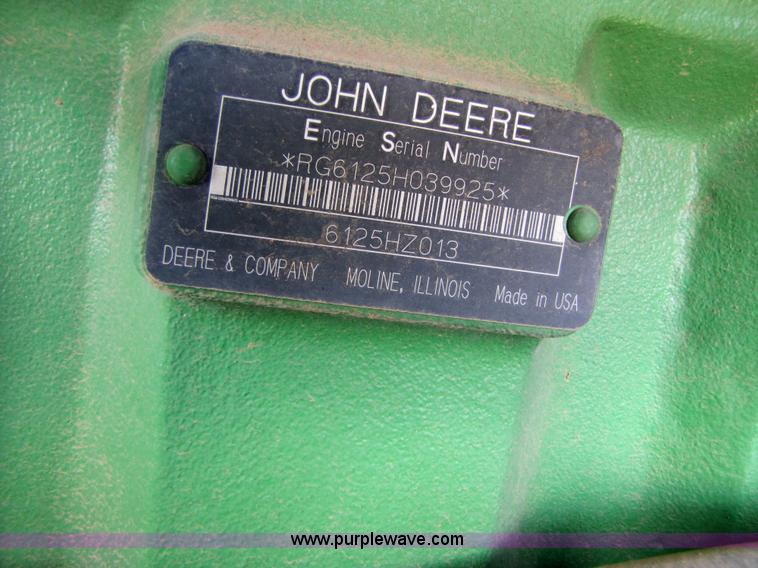 JOHN DEERE
Engine Serial Number
*RG6125H039925*
6125HZ013
DEERE & COMPANY MOLINE, ILLINOIS Made in USA
www.purplewave.com